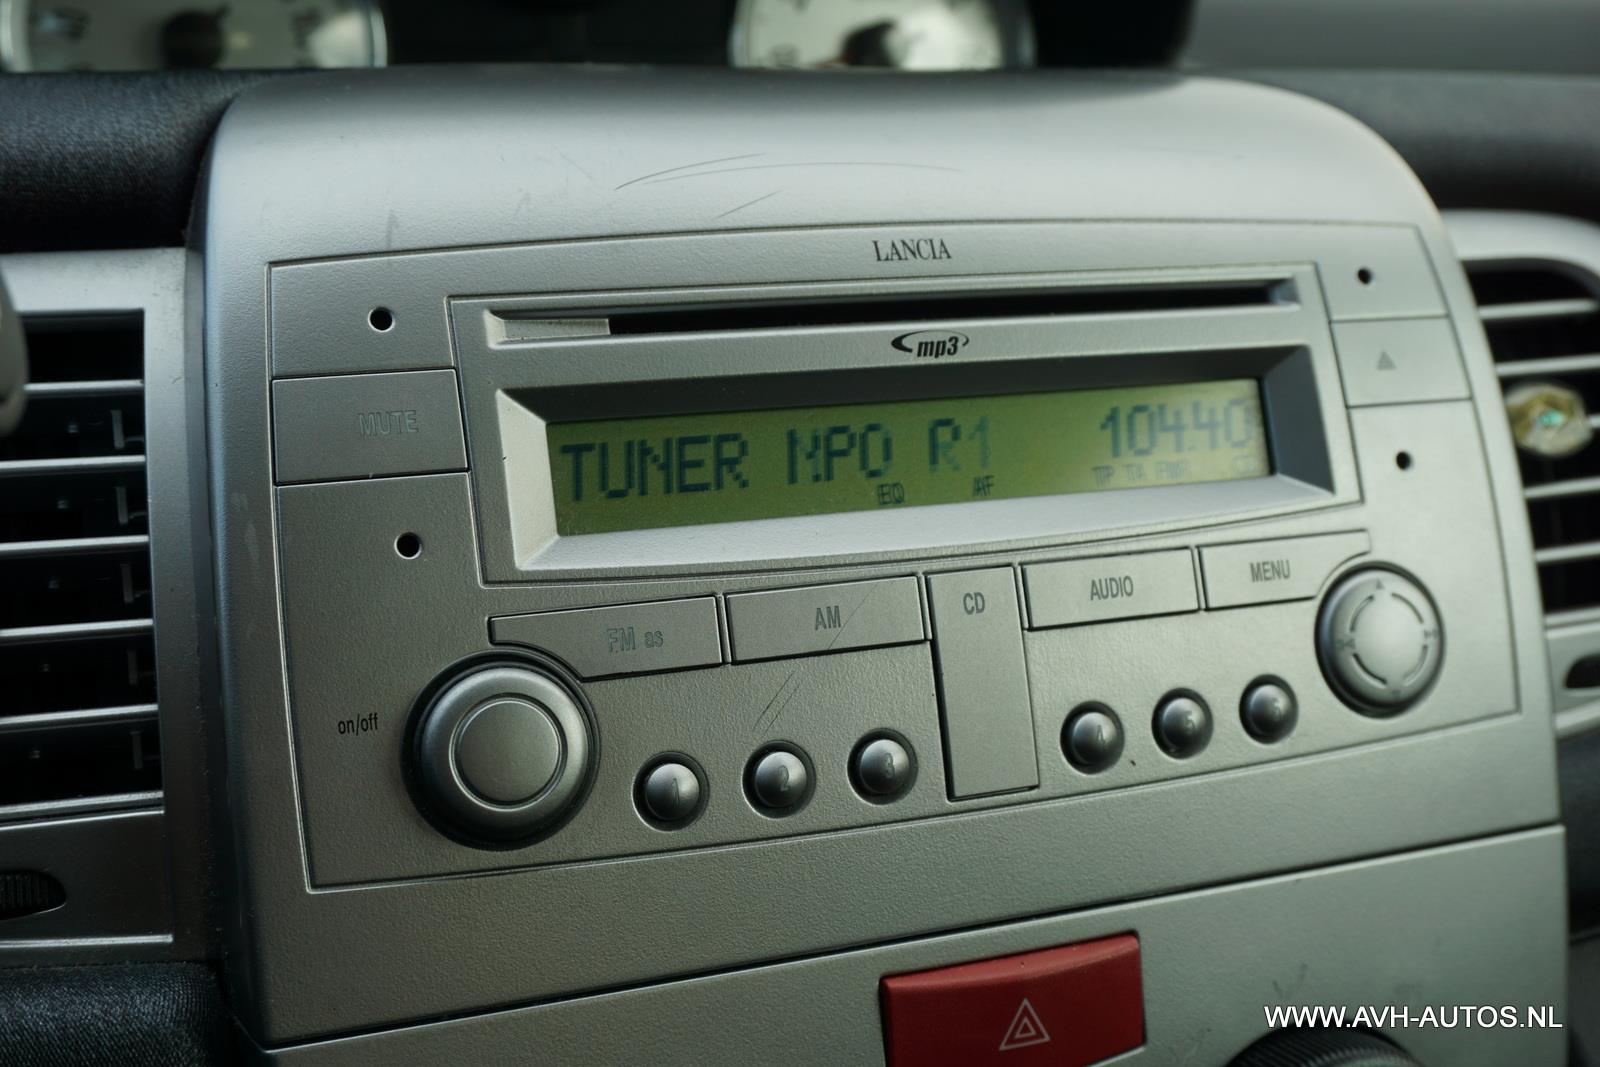 LANCIA
mp3
MUTE
TUNER NPO R1 104.40
EQ AF TP TA
FM as
AM
CD
AUDIO
MENU
on/off
1
2
3
4
5
6
WWW.AVH-AUTOS.NL